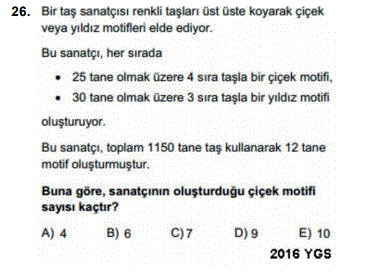 26. Bir taş sanatçısı renkli taşları üst üste koyarak çiçek
veya yıldız motifleri elde ediyor.
Bu sanatçı, her sırada
• 25 tane olmak üzere 4 sıra taşla bir çiçek motifi,
• 30 tane olmak üzere 3 sıra taşla bir yıldız motifi
oluşturuyor.
Bu sanatçı, toplam 1150 tane taş kullanarak 12 tane
motif oluşturmuştur.
Buna göre, sanatçının oluşturduğu çiçek motifi
sayısı kaçtır?
A) 4 B) 6 C) 7 D) 9 E) 10
2016 YGS